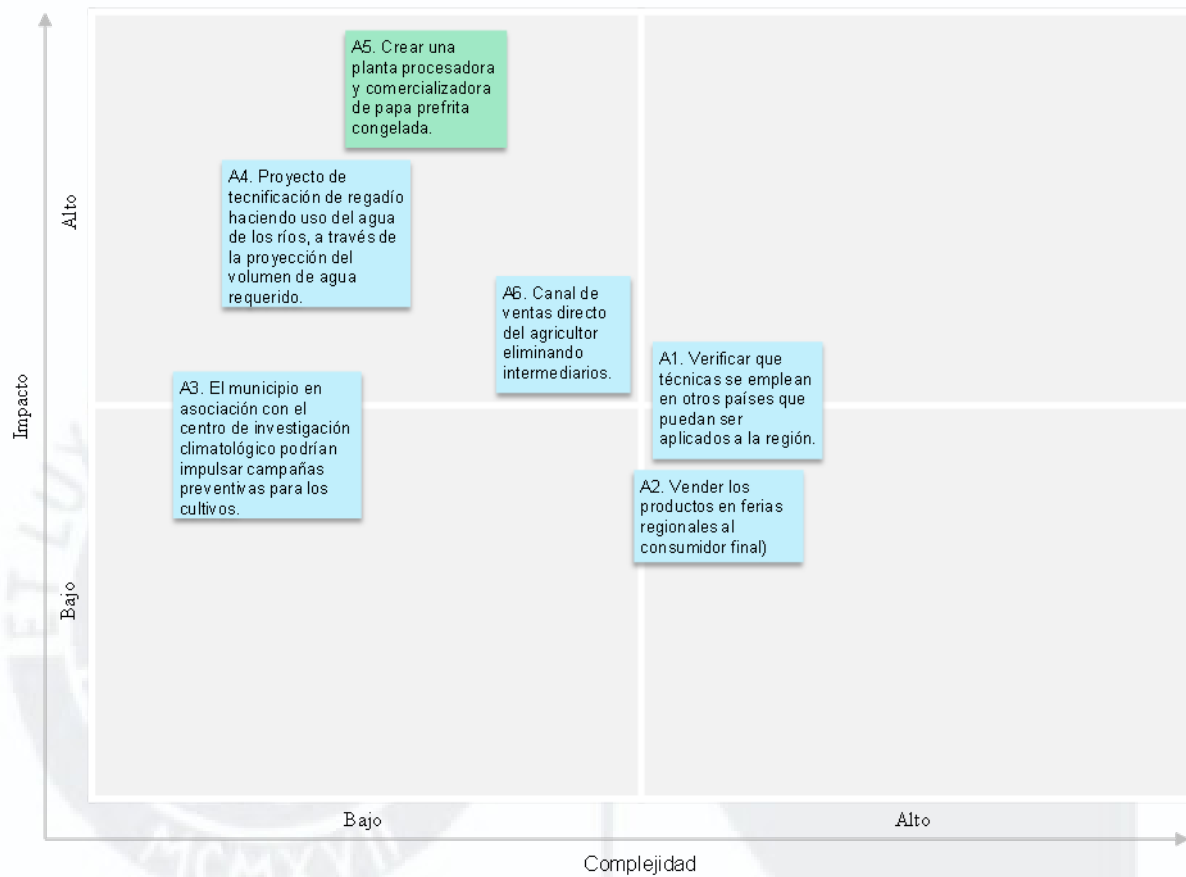 A5. Crear una
planta procesadora
y comercializadora
de papa prefrita
congelada.
A4. Proyecto de
tecnificación de regadío
haciendo uso del agua
de los ríos, a través de
la proyección del
volumen de agua
requerido.
Alto
A6. Canal de
ventas directo
del agricultor
eliminando
intermediarios.
A1. Verificar que
técnicas se emplean
en otros países que
puedan ser
aplicados a la región.
Impacto
A3. El municipio en
asociación con el
centro de investigación
climatológico podrían
impulsar campañas
preventivas para los
cultivos.
A2. Vender los
productos en ferias
regionales al
consumidor final)
Bajo
ET LUX
Bajo
Alto
MCMXVII
Complejidad